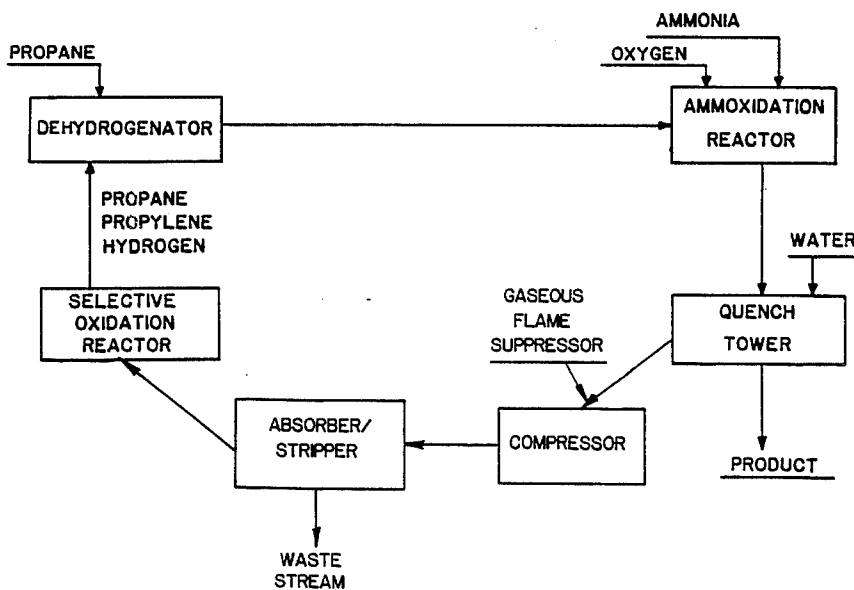 AMMONIA
PROPANE
OXYGEN
DEHYDROGENATOR
AMMOXIDATION
REACTOR
PROPANE
PROPYLENE
HYDROGEN
WATER
SELECTIVE
OXIDATION
REACTOR
GASEOUS
FLAME
SUPPRESSOR
QUENCH
TOWER
ABSORBER/
STRIPPER
COMPRESSOR
PRODUCT
WASTE
STREAM